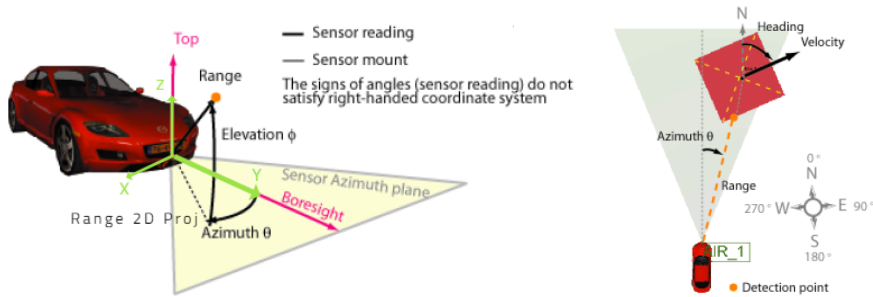 Top
Z
Range
Elevation ϕ
X
Y
Range 2D Proj
Azimuth θ
Boresight
Sensor Azimuth plane
Sensor reading
Sensor mount
The signs of angles (sensor reading) do not
satisfy right-handed coordinate system
N
Heading
Velocity
Azimuth θ
Range
0°
N
270° W
E 90°
S
180°
AIR_1
Detection point